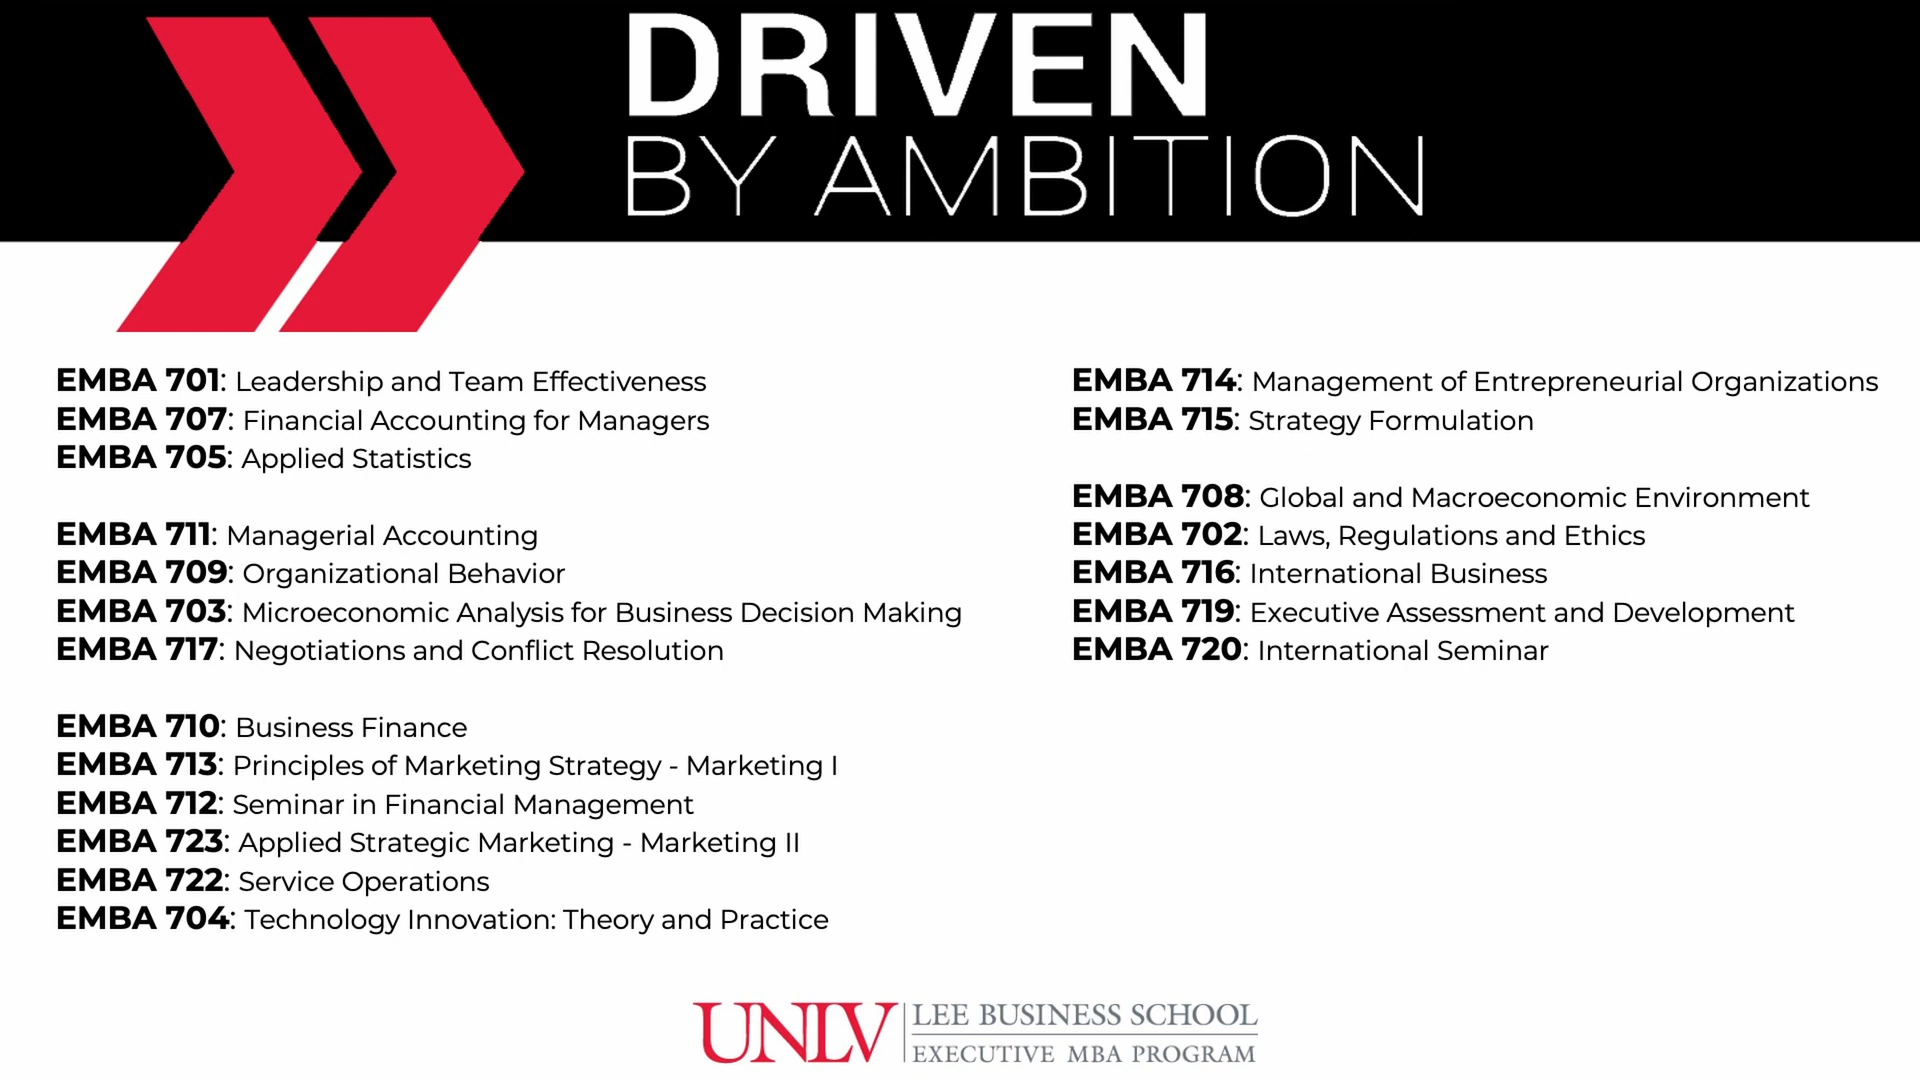 DRIVEN
BY AMBITION
EMBA 701: Leadership and Team Effectiveness
EMBA 707: Financial Accounting for Managers
EMBA 705: Applied Statistics
EMBA 711: Managerial Accounting
EMBA 709: Organizational Behavior
EMBA 703: Microeconomic Analysis for Business Decision Making
EMBA 717: Negotiations and Conflict Resolution
EMBA 710: Business Finance
EMBA 713: Principles of Marketing Strategy - Marketing I
EMBA 712: Seminar in Financial Management
EMBA 723: Applied Strategic Marketing - Marketing II
EMBA 722: Service Operations
EMBA 704: Technology Innovation: Theory and Practice
EMBA 714: Management of Entrepreneurial Organizations
EMBA 715: Strategy Formulation
EMBA 708: Global and Macroeconomic Environment
EMBA 702: Laws, Regulations and Ethics
EMBA 716: International Business
EMBA 719: Executive Assessment and Development
EMBA 720: International Seminar
UNLV
LEE BUSINESS SCHOOL
EXECUTIVE MBA PROGRAM